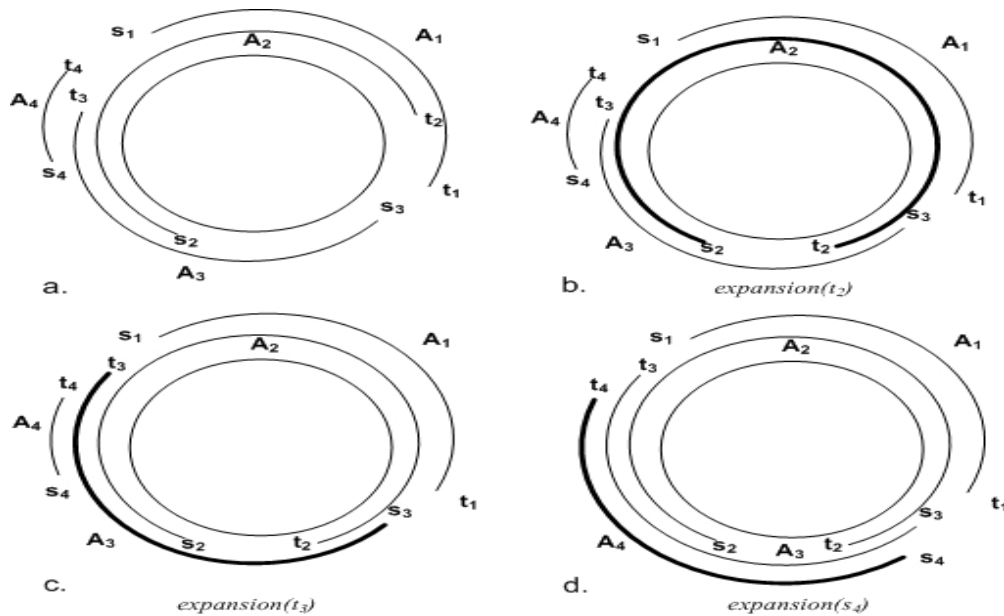 s₁ A₂ A₁
t₄
t₃
A₄ t₂
s₄ t₁
s₃
s₂
A₃
a.
s₁ A₂ A₁
t₄
t₃
A₄
s₄ t₁
s₃
A₃ s₂ t₂
b. expansion(t₂)
s₁ A₂ A₁
t₃
t₄
A₄
s₄ t₁
s₃
A₃ s₂ t₂
c.
expansion(t₃)
s₁ A₂ A₁
t₃
t₄
t₁
s₃
A₄ s₂ A₃ t₂ s₄
d.
expansion(s₄)